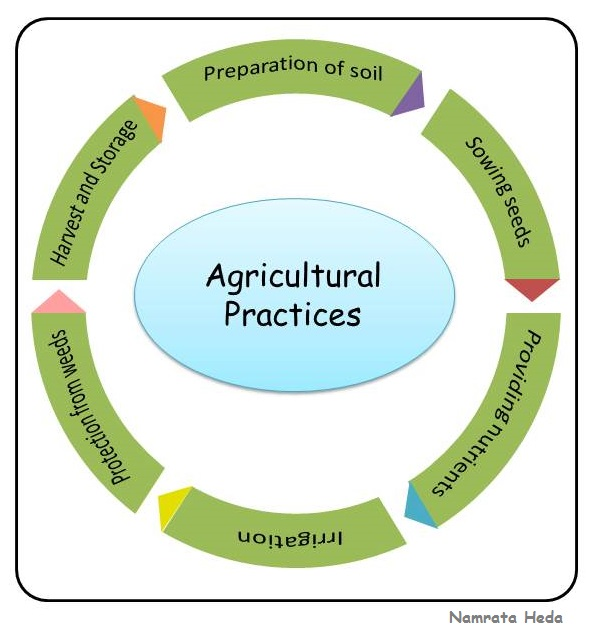 Preparation of soil
Sowing seeds
Providing nutrients
Irrigation
Protection from weeds
Harvest and Storage
Agricultural
Practices
Namrata Heda